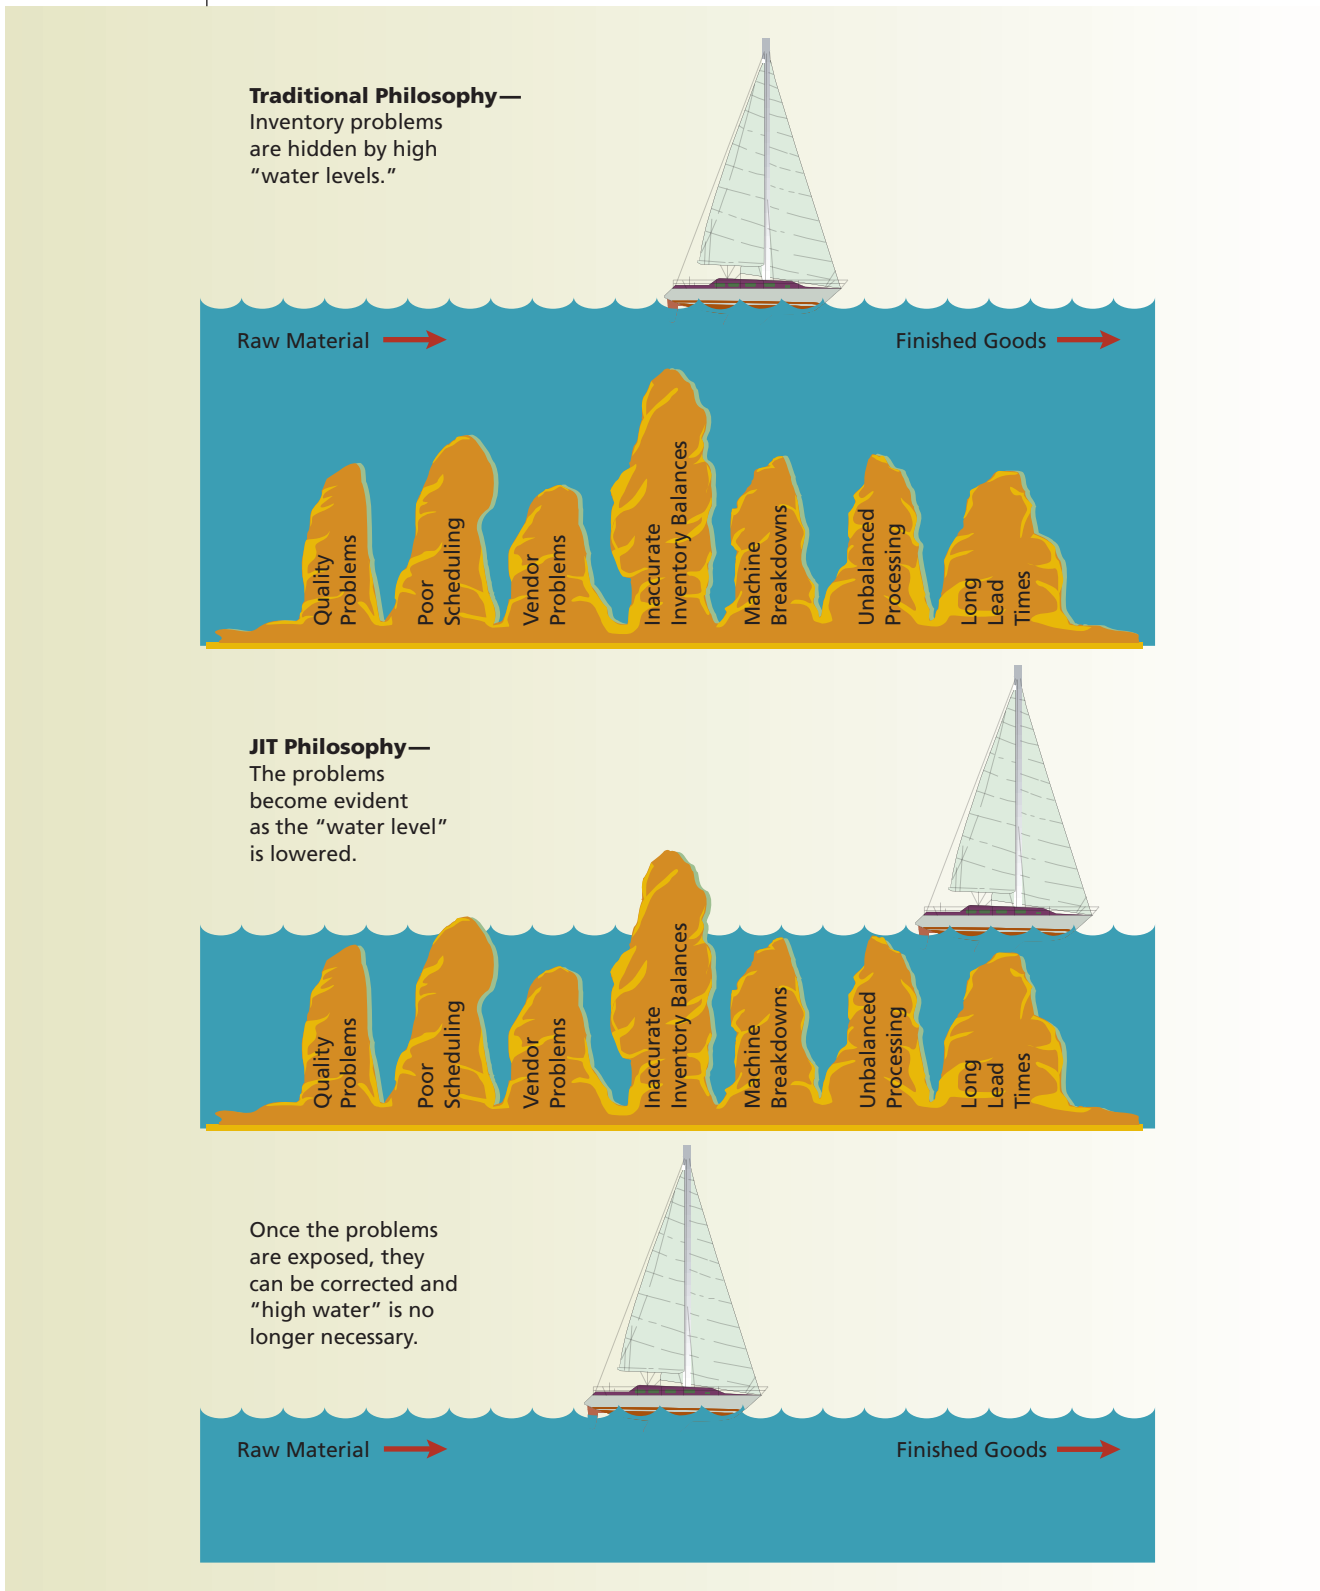 Traditional Philosophy—
Inventory problems
are hidden by high
“water levels.”
Raw Material
Finished Goods
Quality
Problems
Poor
Scheduling
Vendor
Problems
Inaccurate
Inventory Balances
Machine
Breakdowns
Unbalanced
Processing
Long
Lead
Times
JIT Philosophy—
The problems
become evident
as the “water level”
is lowered.
Quality
Problems
Poor
Scheduling
Vendor
Problems
Inaccurate
Inventory Balances
Machine
Breakdowns
Unbalanced
Processing
Long
Lead
Times
Once the problems
are exposed, they
can be corrected and
“high water” is no
longer necessary.
Raw Material
Finished Goods